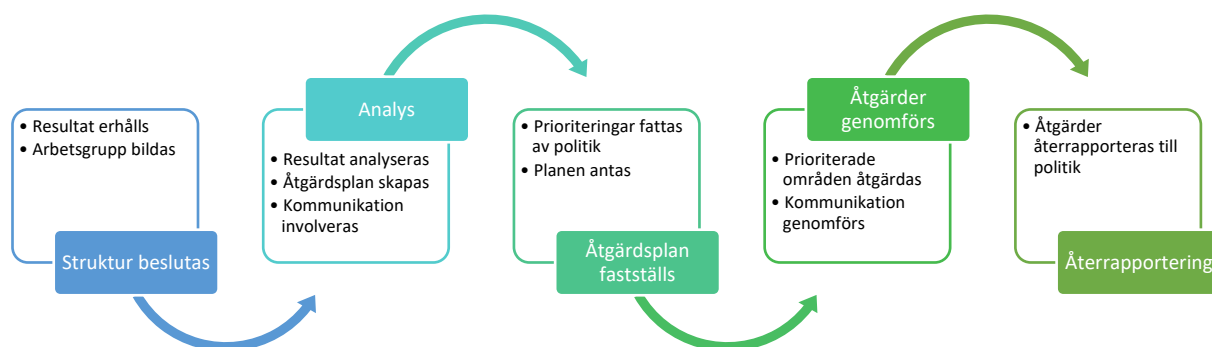 • Resultat erhålls
• Arbetsgrupp bildas
Struktur beslutas
Analys
• Resultat analyseras
• Åtgärdsplan skapas
• Kommunikation
involveras
• Prioriteringar fattas
av politik
• Planen antas
Åtgärdsplan
fastställs
Åtgärder
genomförs
• Prioriterade
områden åtgärdas
• Kommunikation
genomförs
• Åtgärder
återrapporteras till
politik
Återrapportering